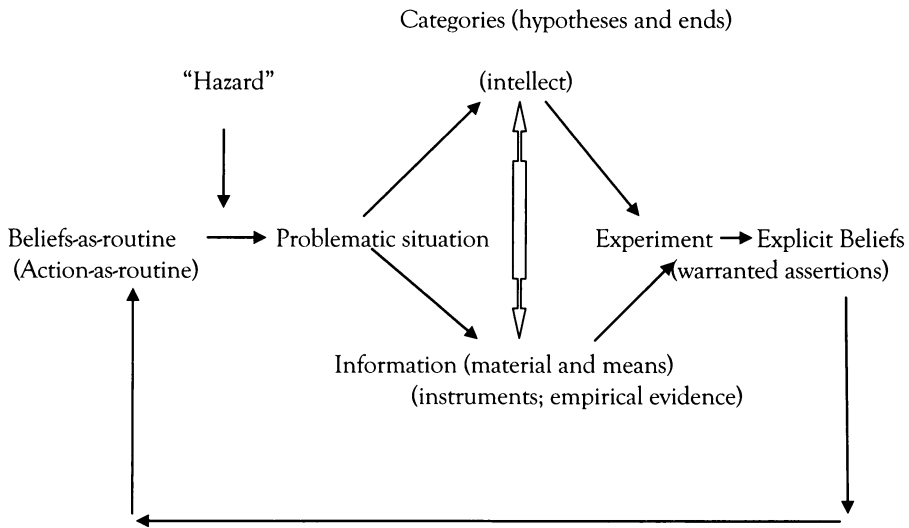 Categories (hypotheses and ends)
“Hazard”
(intellect)
Beliefs-as-routine
(Action-as-routine)
Problematic situation
Experiment
Explicit Beliefs
(warranted assertions)
Information (material and means)
(instruments; empirical evidence)